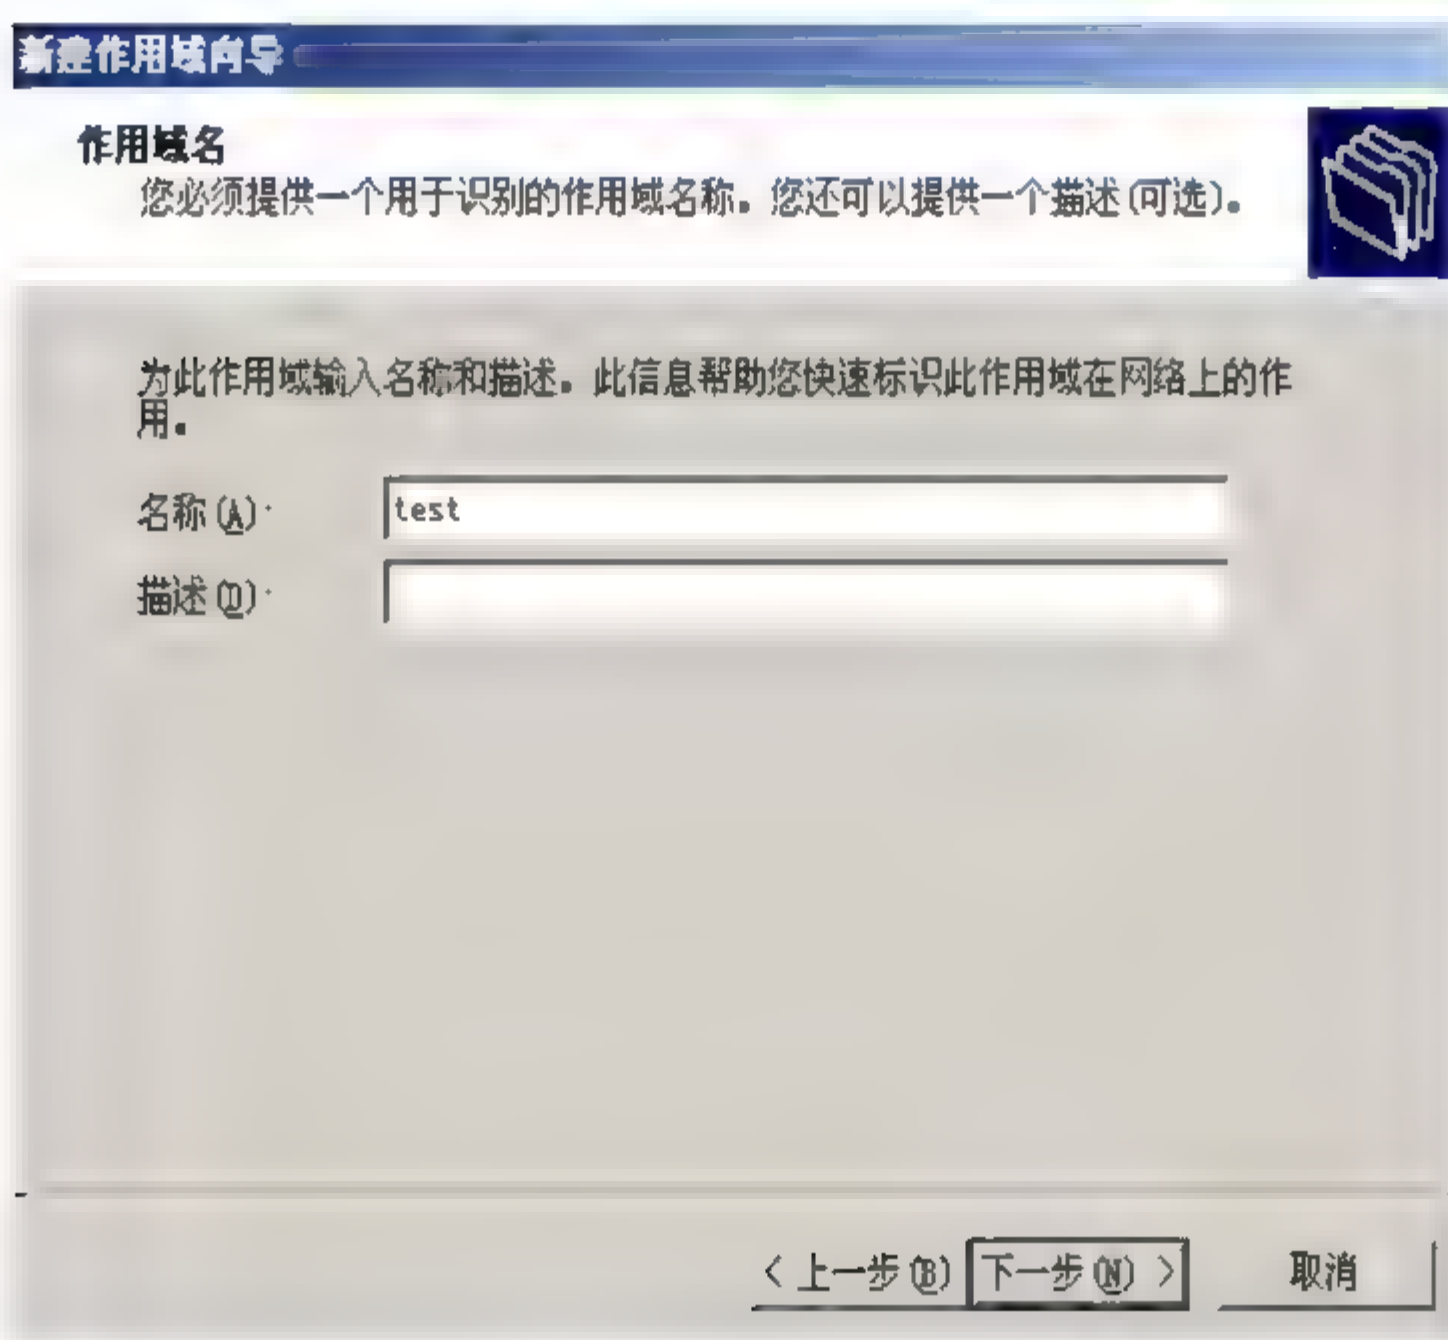 新建作用域向导
作用域名
您必须提供一个用于识别的作用域名称。您还可以提供一个描述(可选)。
为此作用域输入名称和描述。此信息帮助您快速标识此作用域在网络上的作
用。
名称(A):
test
描述(D):
< 上一步(B)
下一步(N) >
取消